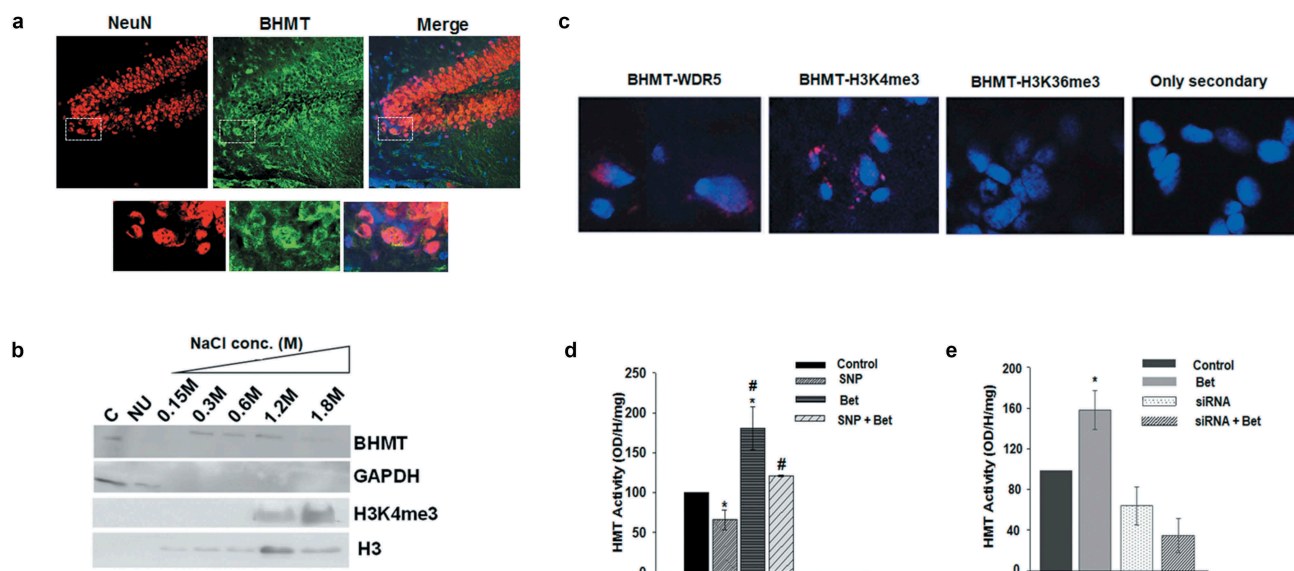 a
NeuN
BHMT
Merge
c
BHMT-WDR5
BHMT-H3K4me3
BHMT-H3K36me3
Only secondary
b
NaCl conc. (M)
C
NU
0.15M
0.3M
0.6M
1.2M
1.8M
BHMT
GAPDH
H3K4me3
H3
d
HMT Activity (OD/H/mg)
250
200
150
100
50
0
*
#
*
#
Control
SNP
Bet
SNP + Bet
e
HMT Activity (OD/H/mg)
200
160
120
80
40
0
*
Control
Bet
siRNA
siRNA + Bet